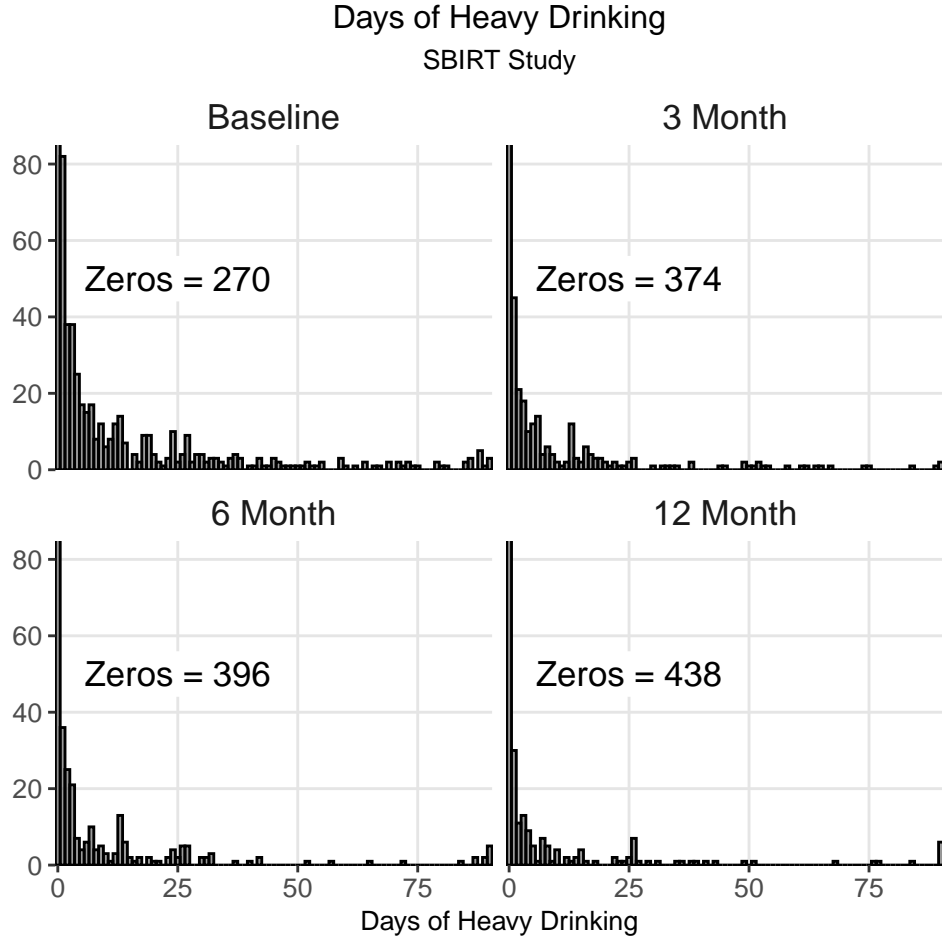 Days of Heavy Drinking
SBIRT Study
Baseline
3 Month
80
60
40
20
0
Zeros = 270
Zeros = 374
6 Month
12 Month
80
60
40
20
0
Zeros = 396
Zeros = 438
0 25 50 75 0 25 50 75
Days of Heavy Drinking